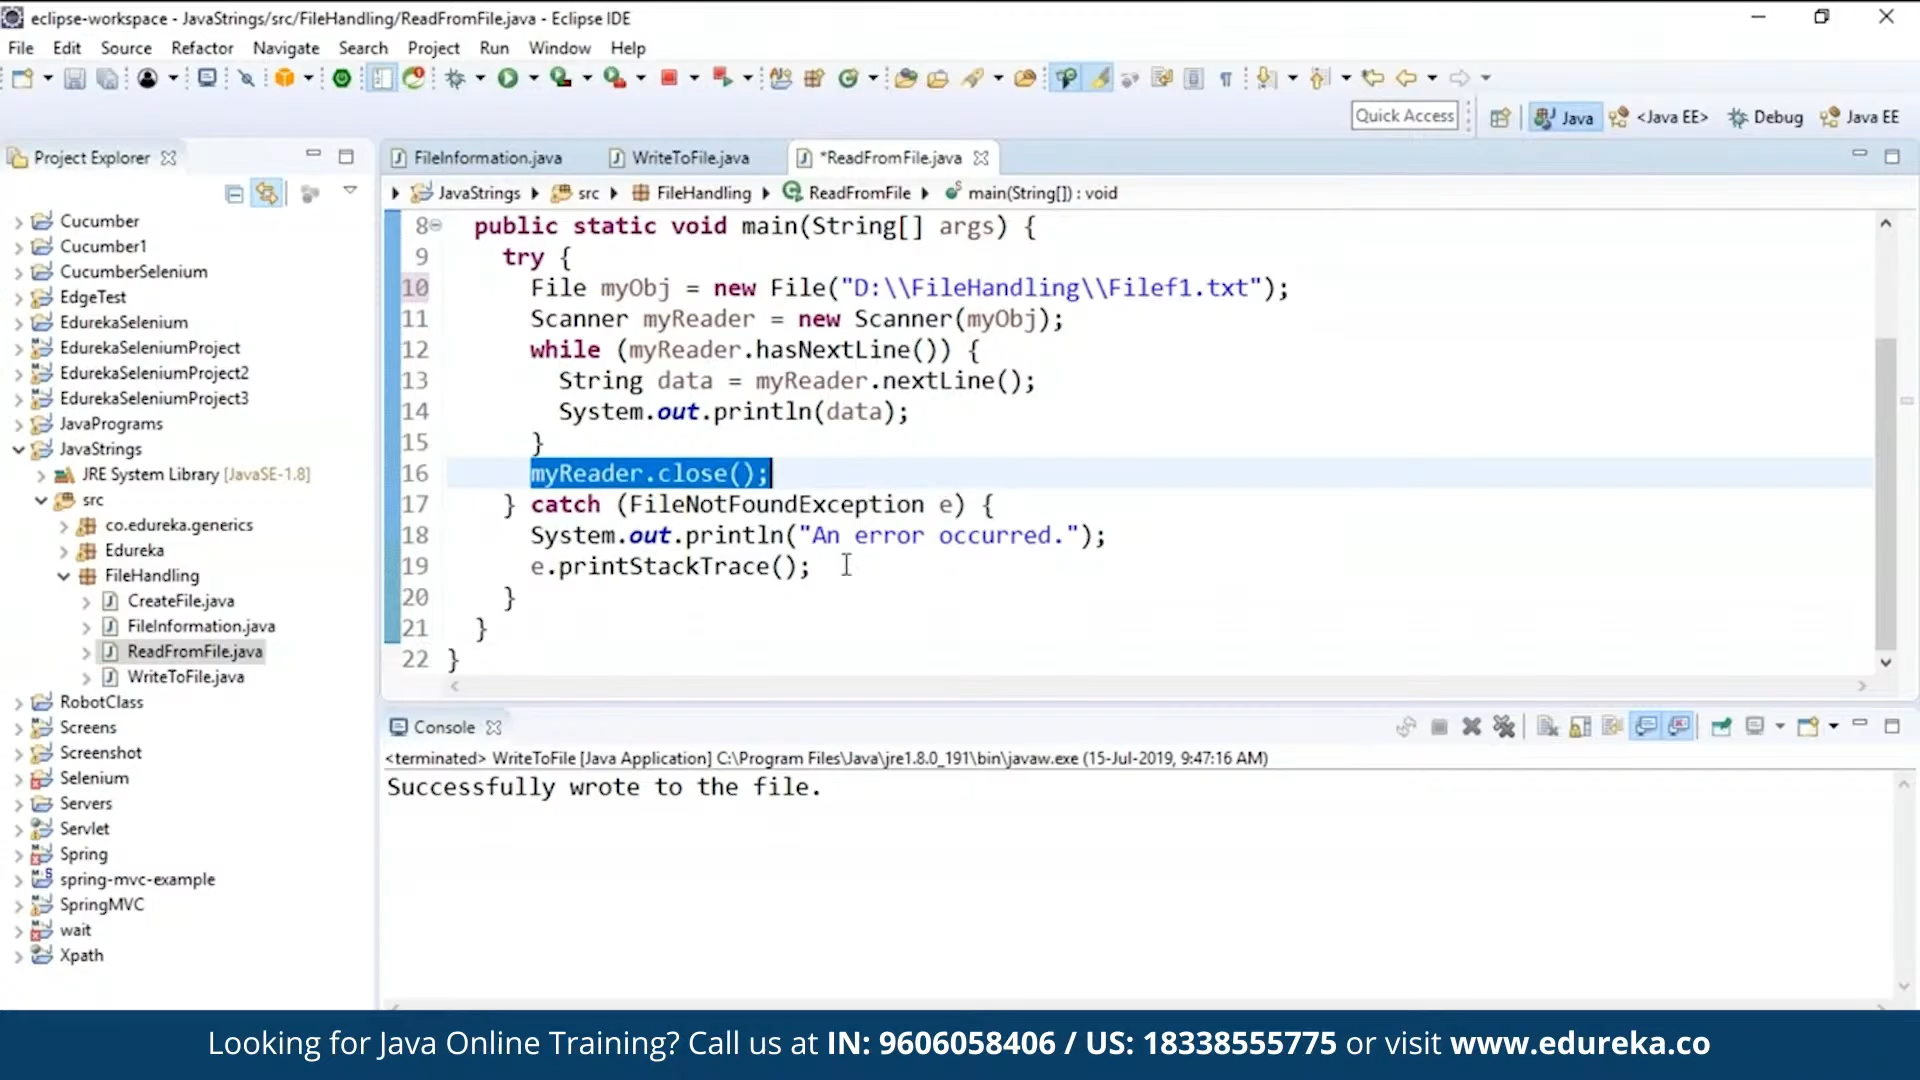 eclipse-workspace - JavaStrings/src/FileHandling/ReadFromFile.java - Eclipse IDE
File Edit Source Refactor Navigate Search Project Run Window Help
Quick Access Java <Java EE> Debug Java EE
Project Explorer
Cucumber
Cucumber1
CucumberSelenium
EdgeTest
EdurekaSelenium
EdurekaSeleniumProject
EdurekaSeleniumProject2
EdurekaSeleniumProject3
JavaPrograms
JavaStrings
JRE System Library [JavaSE-1.8]
src
co.edureka.generics
Edureka
FileHandling
CreateFile.java
FileInformation.java
ReadFromFile.java
WriteToFile.java
RobotClass
Screens
Screenshot
Selenium
Servers
Servlet
Spring
spring-mvc-example
SpringMVC
wait
Xpath
FileInformation.java WriteToFile.java *ReadFromFile.java
JavaStrings src FileHandling ReadFromFile main(String[]) : void
8 public static void main(String[] args) {
9 try {
10 File myObj = new File("D:\\FileHandling\\Filef1.txt");
11 Scanner myReader = new Scanner(myObj);
12 while (myReader.hasNextLine()) {
13 String data = myReader.nextLine();
14 System.out.println(data);
15 }
16 myReader.close();
17 } catch (FileNotFoundException e) {
18 System.out.println("An error occurred.");
19 e.printStackTrace();
20 }
21 }
22 }
Console
<terminated> WriteToFile [Java Application] C:\Program Files\Java\jre1.8.0_191\bin\javaw.exe (15-Jul-2019, 9:47:16 AM)
Successfully wrote to the file.
Looking for Java Online Training? Call us at IN: 9606058406 / US: 18338555775 or visit www.edureka.co